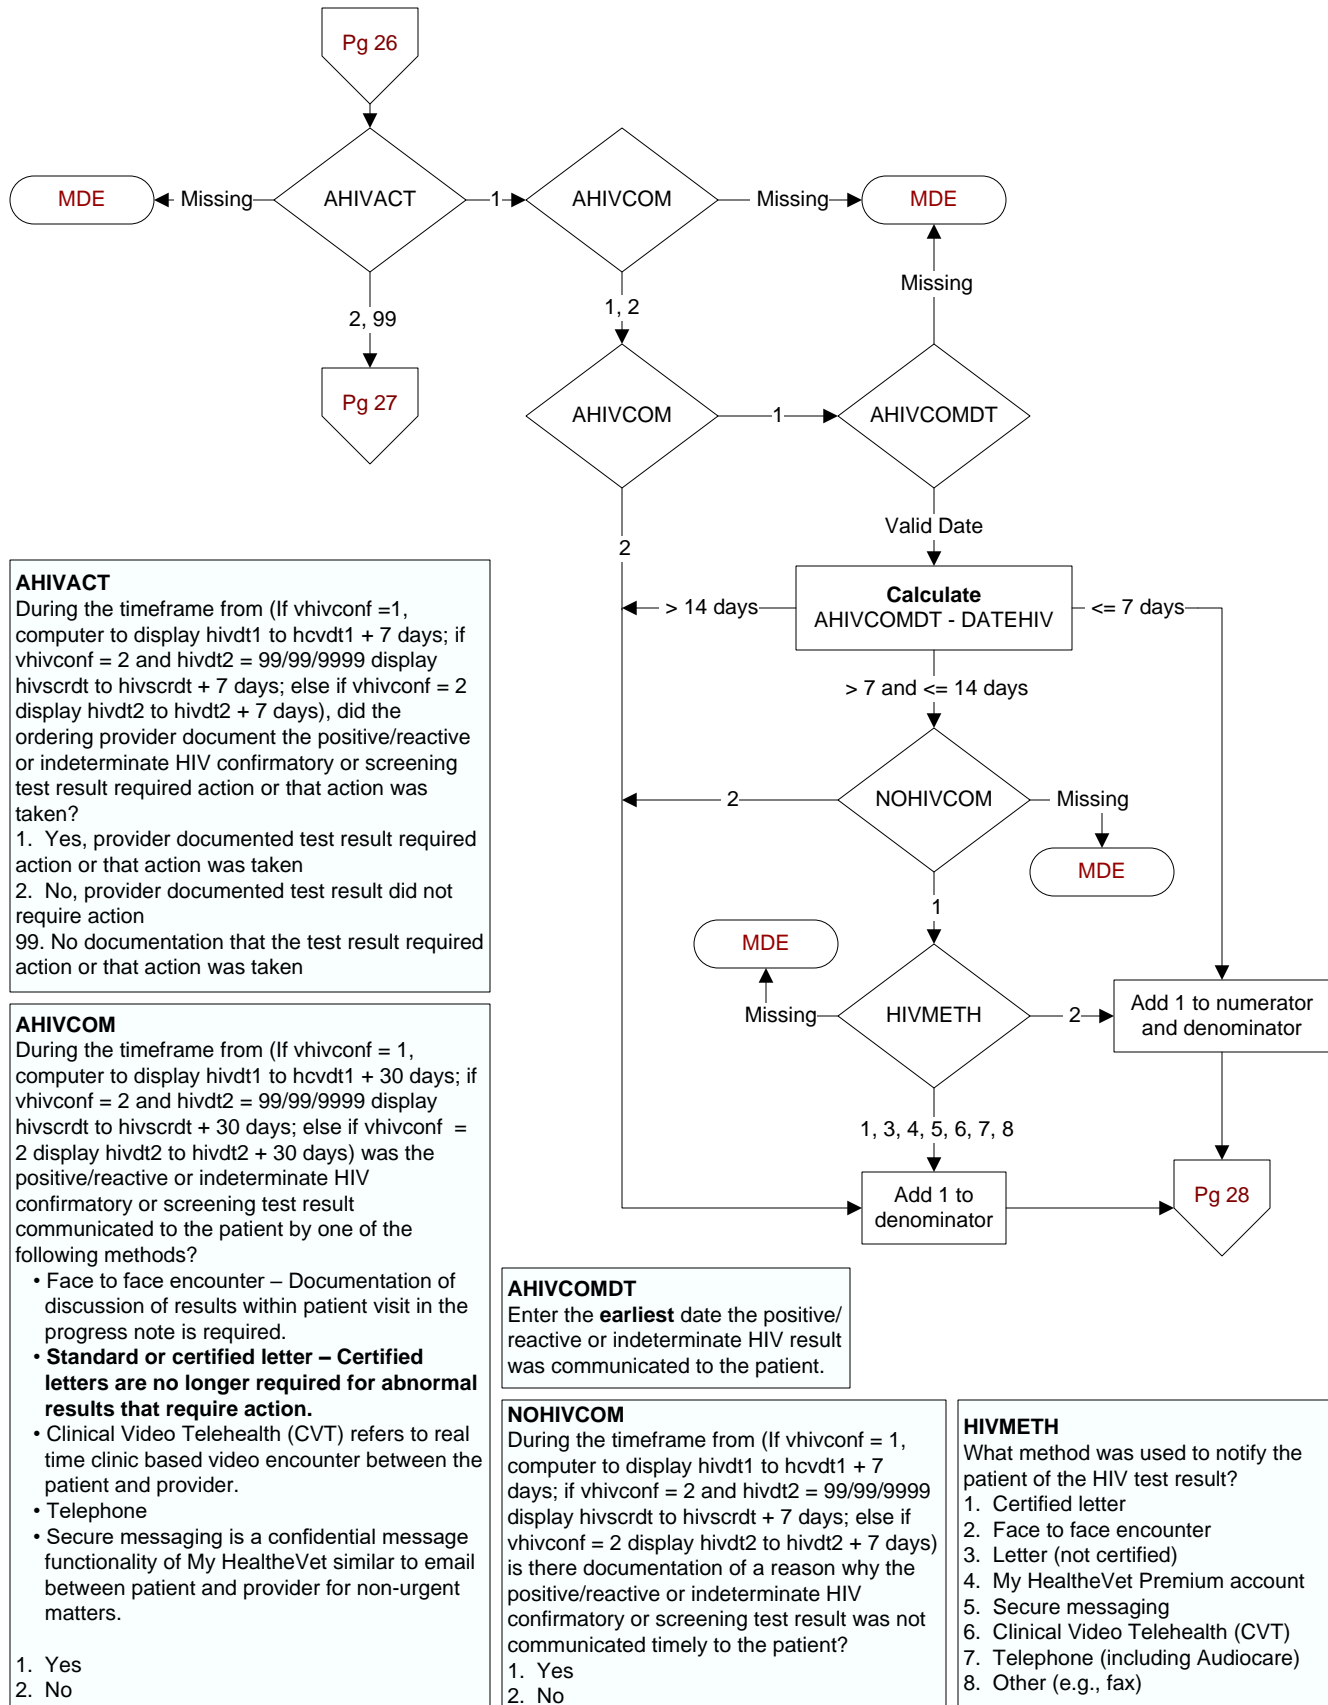 Pg 26
MDE
Missing
AHIVACT
1
AHIVCOM
Missing
MDE
Missing
2, 99
1, 2
Pg 27
AHIVCOM
1
AHIVCOMDT
2
Valid Date
> 14 days
Calculate
AHIVCOMDT - DATEHIV
<= 7 days
> 7 and <= 14 days
2
NOHIVCOM
Missing
MDE
1
MDE
Missing
HIVMETH
2
Add 1 to numerator
and denominator
1, 3, 4, 5, 6, 7, 8
Add 1 to
denominator
Pg 28
AHIVACT
During the timeframe from (If vhivconf =1,
computer to display hivdt1 to hcvdt1 + 7 days; if
vhivconf = 2 and hivdt2 = 99/99/9999 display
hivscrdt to hivscrdt + 7 days; else if vhivconf = 2
display hivdt2 to hivdt2 + 7 days), did the
ordering provider document the positive/reactive
or indeterminate HIV confirmatory or screening
test result required action or that action was
taken?
1. Yes, provider documented test result required
action or that action was taken
2. No, provider documented test result did not
require action
99. No documentation that the test result required
action or that action was taken
AHIVCOM
During the timeframe from (If vhivconf = 1,
computer to display hivdt1 to hcvdt1 + 30 days; if
vhivconf = 2 and hivdt2 = 99/99/9999 display
hivscrdt to hivscrdt + 30 days; else if vhivconf =
2 display hivdt2 to hivdt2 + 30 days) was the
positive/reactive or indeterminate HIV
confirmatory or screening test result
communicated to the patient by one of the
following methods?
• Face to face encounter – Documentation of
discussion of results within patient visit in the
progress note is required.
• Standard or certified letter – Certified
letters are no longer required for abnormal
results that require action.
• Clinical Video Telehealth (CVT) refers to real
time clinic based video encounter between the
patient and provider.
• Telephone
• Secure messaging is a confidential message
functionality of My HealtheVet similar to email
between patient and provider for non-urgent
matters.
1. Yes
2. No
AHIVCOMDT
Enter the earliest date the positive/
reactive or indeterminate HIV result
was communicated to the patient.
NOHIVCOM
During the timeframe from (If vhivconf = 1,
computer to display hivdt1 to hcvdt1 + 7
days; if vhivconf = 2 and hivdt2 = 99/99/9999
display hivscrdt to hivscrdt + 7 days; else if
vhivconf = 2 display hivdt2 to hivdt2 + 7 days)
is there documentation of a reason why the
positive/reactive or indeterminate HIV
confirmatory or screening test result was not
communicated timely to the patient?
1. Yes
2. No
HIVMETH
What method was used to notify the
patient of the HIV test result?
1. Certified letter
2. Face to face encounter
3. Letter (not certified)
4. My HealtheVet Premium account
5. Secure messaging
6. Clinical Video Telehealth (CVT)
7. Telephone (including Audiocare)
8. Other (e.g., fax)